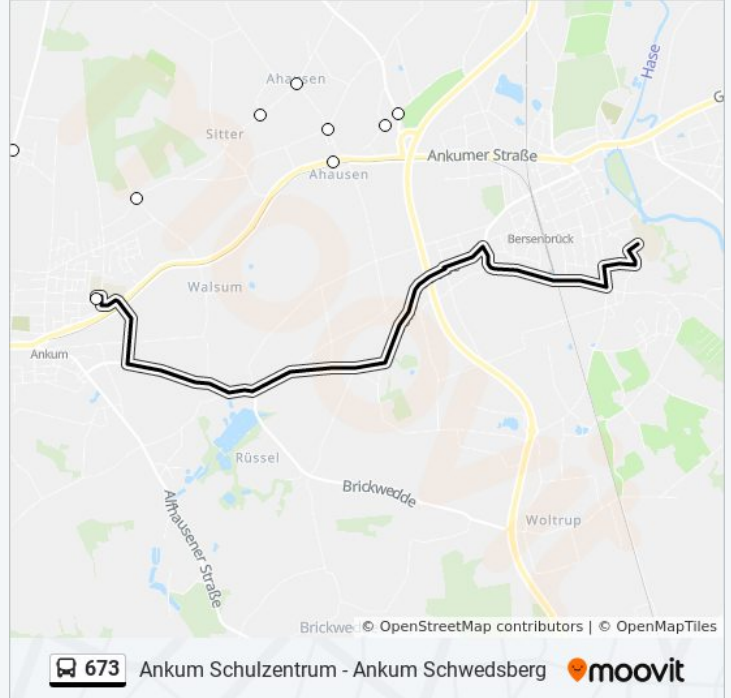 Hase
Ahausen
G
Sitter
Ankumer Straße
Ahausen
Bersenbrück
Walsum
Ankum
Rüssel
Brickwedde
Alfhausener Straße
Woltrup
© OpenStreetMap contributors | © OpenMapTiles
673 Ankum Schulzentrum - Ankum Schwedsberg moovit
moovit